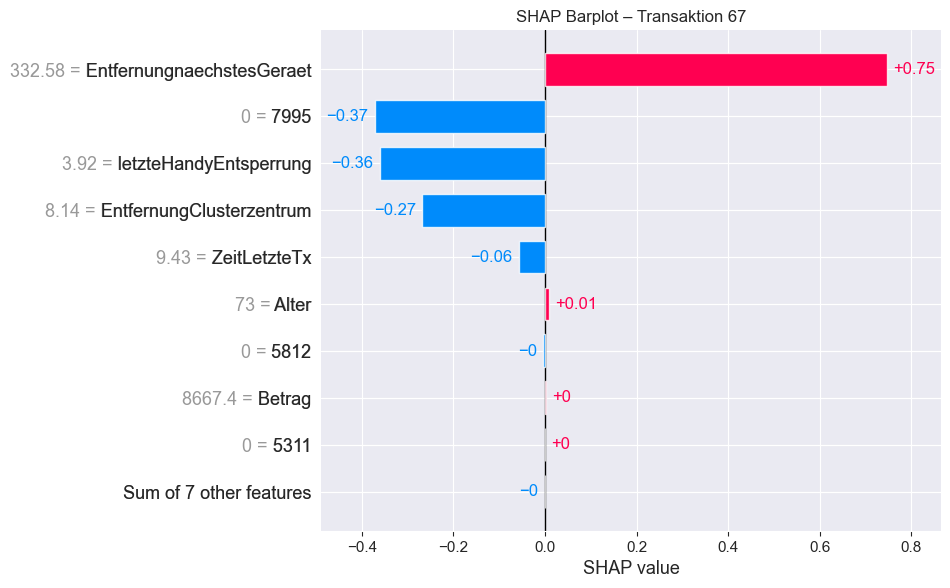 SHAP Barplot – Transaktion 67
332.58 = EntfernungnaechstesGeraet
+0.75
0 = 7995
−0.37
3.92 = letzteHandyEntsperrung
−0.36
8.14 = EntfernungClusterzentrum
−0.27
9.43 = ZeitLetzteTx
−0.06
73 = Alter
+0.01
0 = 5812
−0
8667.4 = Betrag
+0
0 = 5311
+0
Sum of 7 other features
−0
−0.4
−0.2
0.0
0.2
0.4
0.6
0.8
SHAP value